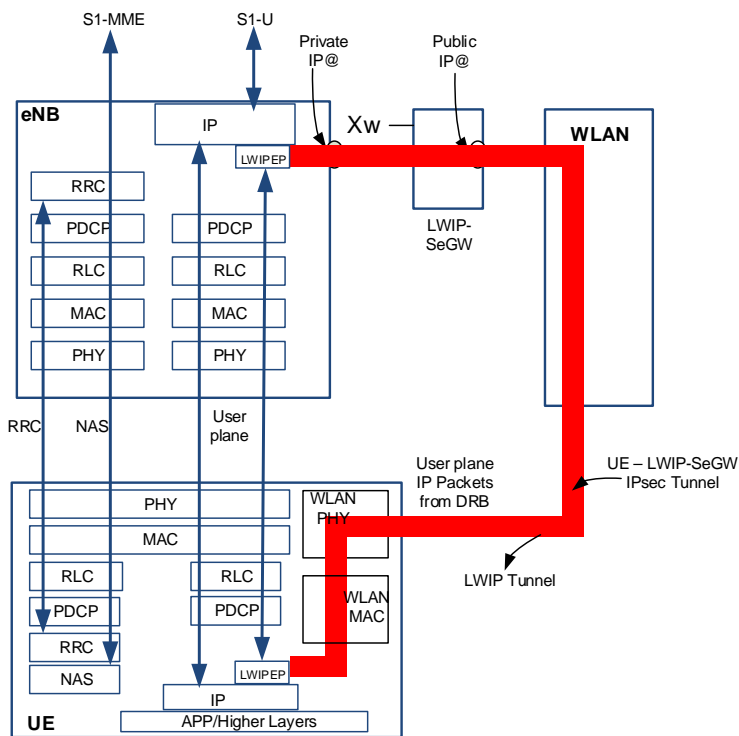 S1-MME
S1-U
Private
IP@
Public
IP@
eNB
IP
Xw
WLAN
LWIPEP
RRC
PDCP
PDCP
LWIP-
SeGW
RLC
RLC
MAC
MAC
PHY
PHY
RRC
NAS
User
plane
User plane
IP Packets
from DRB
UE – LWIP-SeGW
IPsec Tunnel
LWIP Tunnel
PHY
WLAN
PHY
MAC
RLC
RLC
WLAN
MAC
PDCP
PDCP
RRC
NAS
LWIPEP
IP
APP/Higher Layers
UE